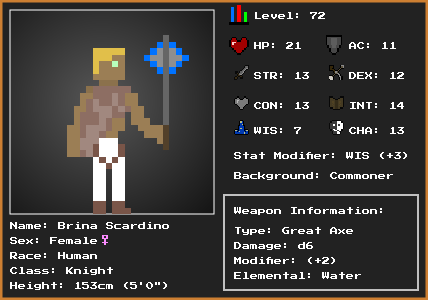 Level: 72
HP: 21 AC: 11
STR: 13 DEX: 12
CON: 13 INT: 14
WIS: 7 CHA: 13
Stat Modifier: WIS (+3)
Background: Commoner
Name: Brina Scardino
Sex: Female♀
Race: Human
Class: Knight
Height: 153cm (5'0")
Weapon Information:
Type: Great Axe
Damage: d6
Modifier: (+2)
Elemental: Water